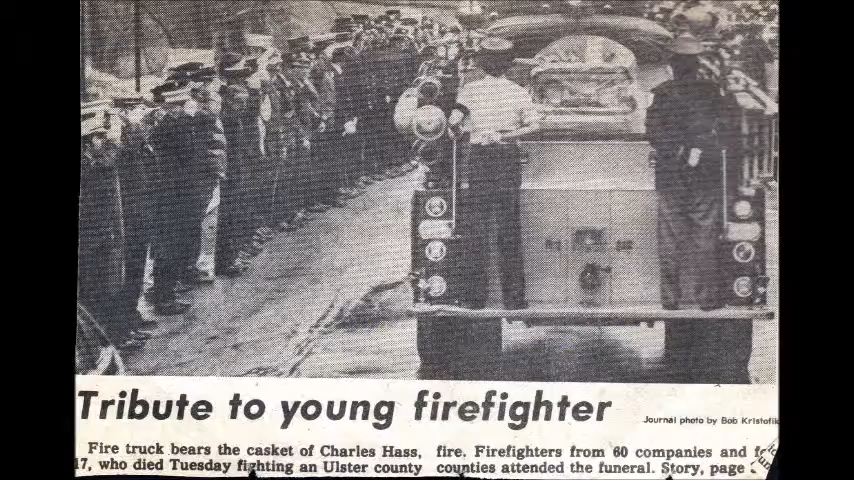 Tribute to young firefighter
Journal photo by Bob Kristofik
Fire truck bears the casket of Charles Hass,
17, who died Tuesday fighting an Ulster county
fire. Firefighters from 60 companies and
counties attended the funeral. Story, page